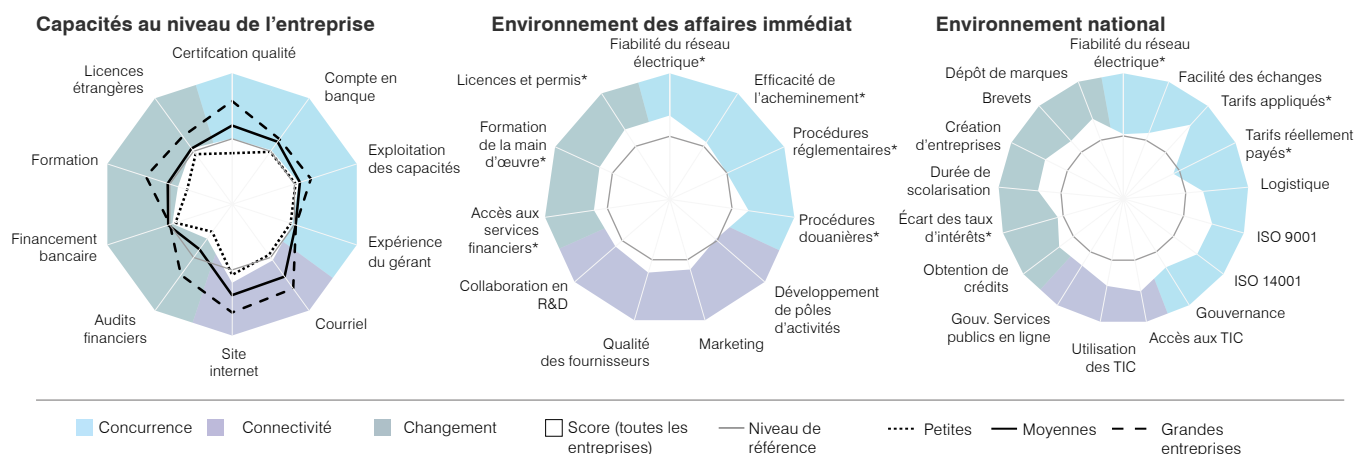 Capacités au niveau de l’entreprise
Certifcation qualité
Compte en
banque
Exploitation
des capacités
Expérience
du gérant
Courriel
Site
internet
Audits
financiers
Financement
bancaire
Formation
Licences
étrangères
Environnement des affaires immédiat
Fiabilité du réseau
électrique*
Efficacité de
l’acheminement*
Procédures
réglementaires*
Procédures
douanières*
Développement
de pôles
d’activités
Marketing
Qualité
des fournisseurs
Collaboration en
R&D
Accès aux
services
financiers*
Formation
de la main
d’œuvre*
Licences et permis*
Environnement national
Fiabilité du réseau
électrique*
Facilité des échanges
Tarifs appliqués*
Tarifs réellement
payés*
Logistique
ISO 9001
ISO 14001
Gouvernance
Accès aux TIC
Utilisation
des TIC
Gouv. Services
publics en ligne
Obtention de
crédits
Écart des taux
d’intérêts*
Durée de
scolarisation
Création
d’entreprises
Brevets
Dépôt de marques
Concurrence
Connectivité
Changement
Score (toutes les
entreprises)
Niveau de
référence
Petites
Moyennes
Grandes
entreprises